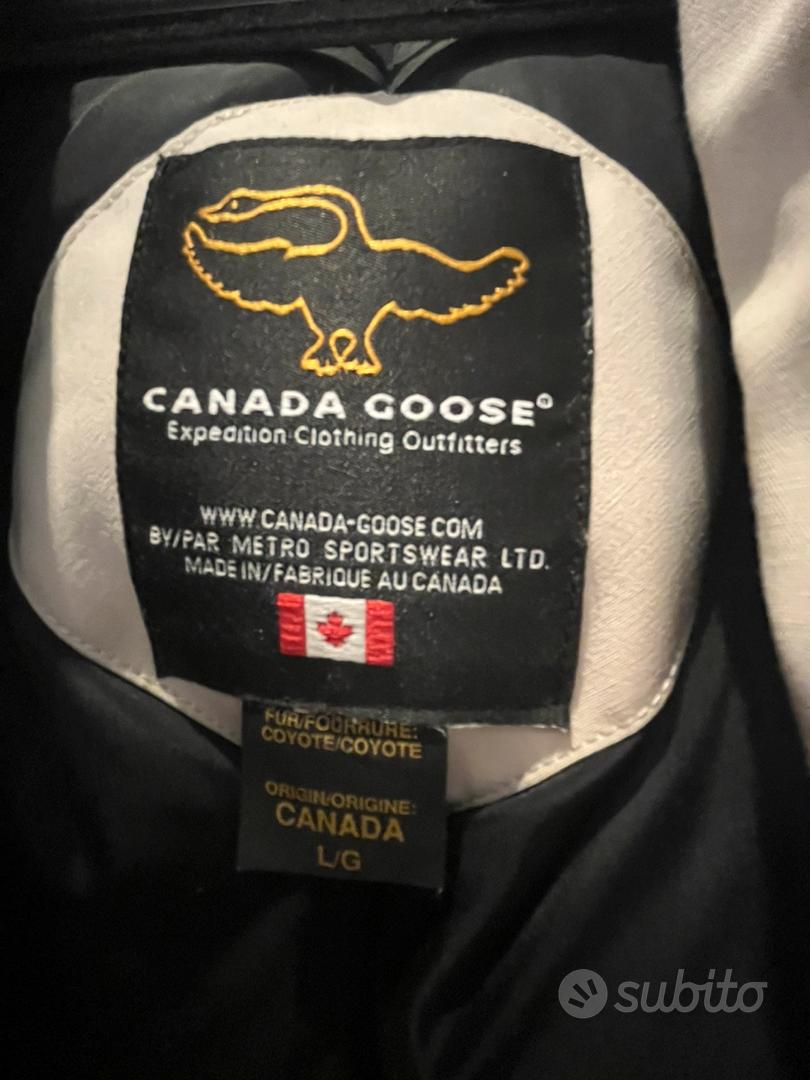 CANADA GOOSE®
Expedition Clothing Outfitters
WWW.CANADA-GOOSE.COM
BY/PAR METRO SPORTSWEAR LTD.
MADE IN/FABRIQUE AU CANADA
FUR/FOURRURE:
COYOTE/COYOTE
ORIGIN/ORIGINE:
CANADA
L/G
subito